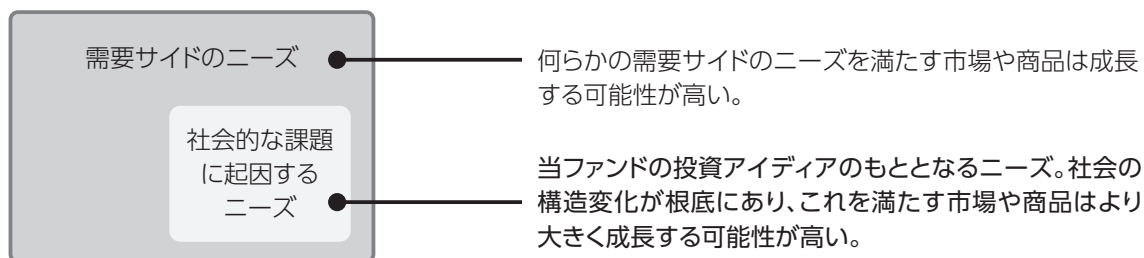 需要サイドのニーズ
何らかの需要サイドのニーズを満たす市場や商品は成長
する可能性が高い。
社会的な課題
に起因する
ニーズ
当ファンドの投資アイディアのもととなるニーズ。社会の
構造変化が根底にあり、これを満たす市場や商品はより
大きく成長する可能性が高い。